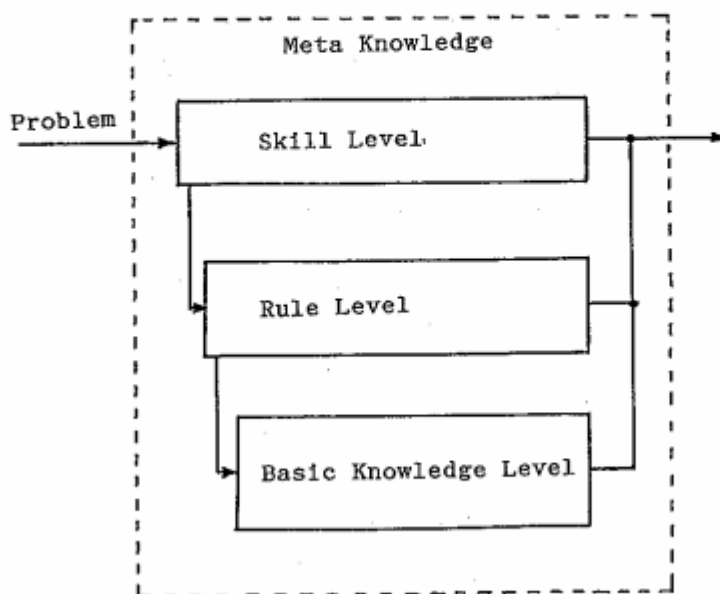 Meta Knowledge
Problem
Skill Level
Rule Level
Basic Knowledge Level